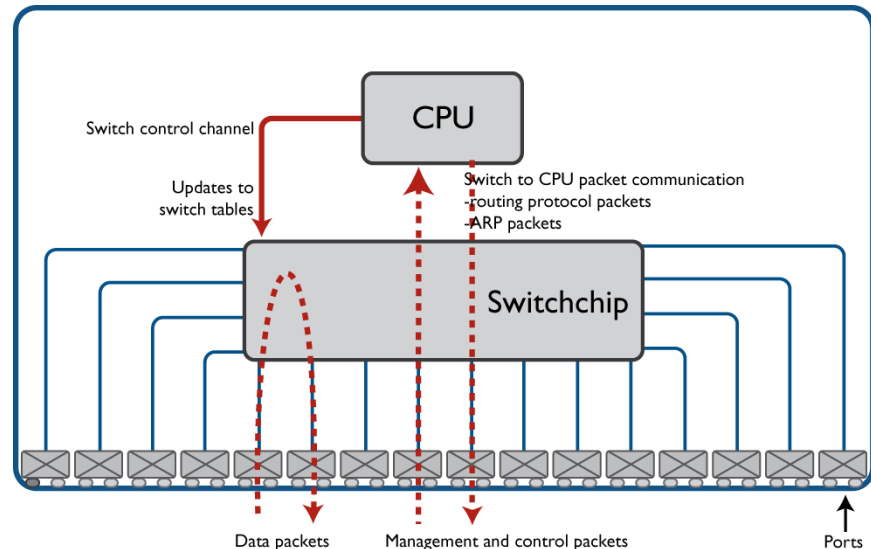 CPU
Switch control channel
Updates to
switch tables
Switch to CPU packet communication
-routing protocol packets
-ARP packets
Switchchip
Data packets
Management and control packets
Ports